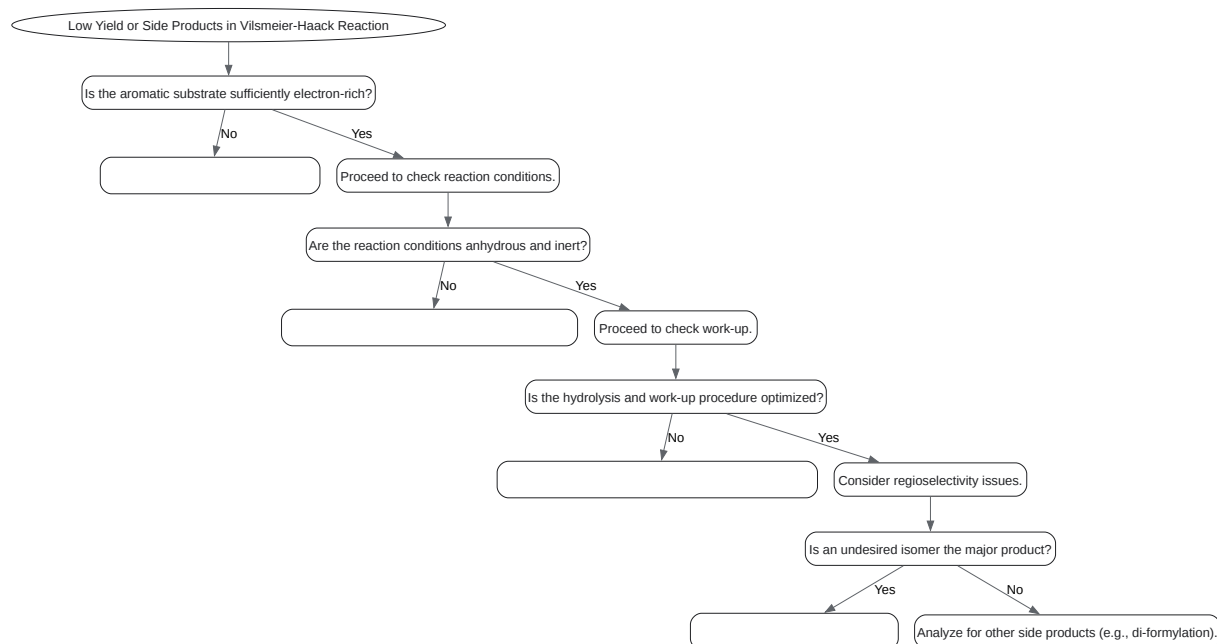 Low Yield or Side Products in Vilsmeier-Haack Reaction
Is the aromatic substrate sufficiently electron-rich?
No
Yes
Proceed to check reaction conditions.
Are the reaction conditions anhydrous and inert?
No
Yes
Proceed to check work-up.
Is the hydrolysis and work-up procedure optimized?
No
Yes
Consider regioselectivity issues.
Is an undesired isomer the major product?
Yes
No
Analyze for other side products (e.g., di-formylation).